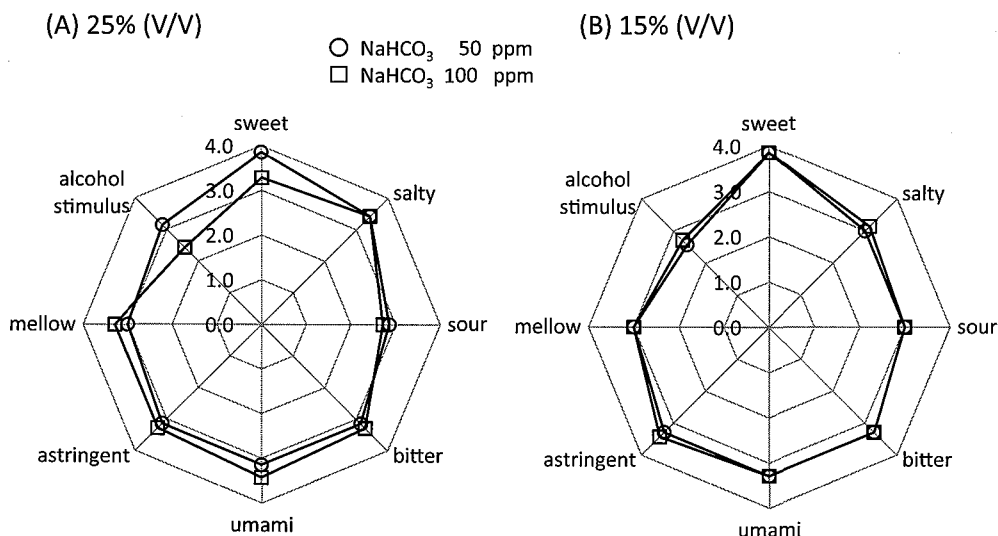 (A) 25% (V/V)
(B) 15% (V/V)
NaHCO₃ 50 ppm
NaHCO₃ 100 ppm
sweet
4.0
3.0
2.0
1.0
0.0
salty
sour
bitter
umami
astringent
mellow
alcohol
stimulus
sweet
4.0
3.0
2.0
1.0
0.0
salty
sour
bitter
umami
astringent
mellow
alcohol
stimulus